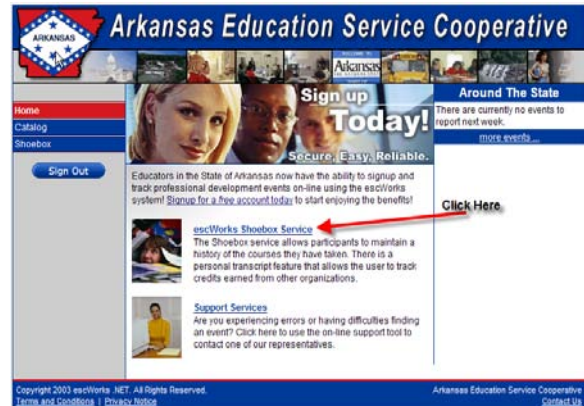 ARKANSAS
Arkansas Education Service Cooperative
Arkansas
Sign up
Today!
Secure, Easy, Reliable.
Around The State
There are currently no events to
report next week.
more events ...
Home
Catalog
Shoebox
Sign Out
Educators in the State of Arkansas now have the ability to signup and
track professional development events on-line using the escWorks
system! Signup for a free account today to start enjoying the benefits!
Click Here
escWorks Shoebox Service
The Shoebox service allows participants to maintain a
history of the courses they have taken. There is a
personal transcript feature that allows the user to track
credits earned from other organizations.
Support Services
Are you experiencing errors or having difficulties finding
an event? Click here to use the on-line support tool to
contact one of our representatives.
Copyright 2003 escWorks .NET. All Rights Reserved.
Terms and Conditions | Privacy Notice
Arkansas Education Service Cooperative
Contact Us